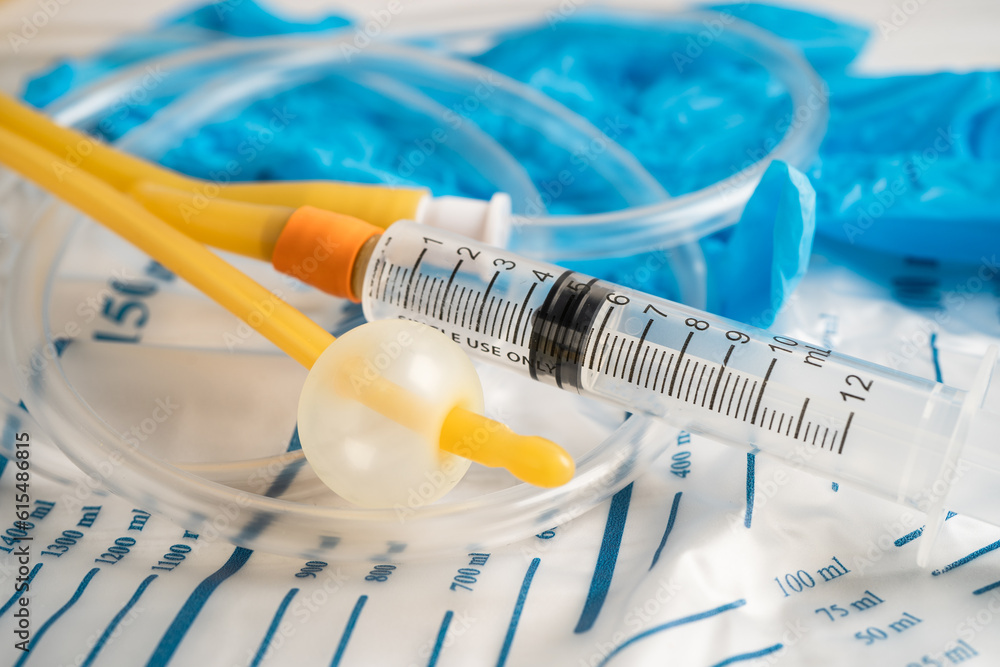 150
1 2 3 4 5 6 7 8 9 10 mL 12
USE ONLY
400 ml
1400 ml
1300 ml
1200 ml
1100
900
800
700 ml
100 ml
75 ml
50 ml
25 ml
Adobe Stock | #615486815